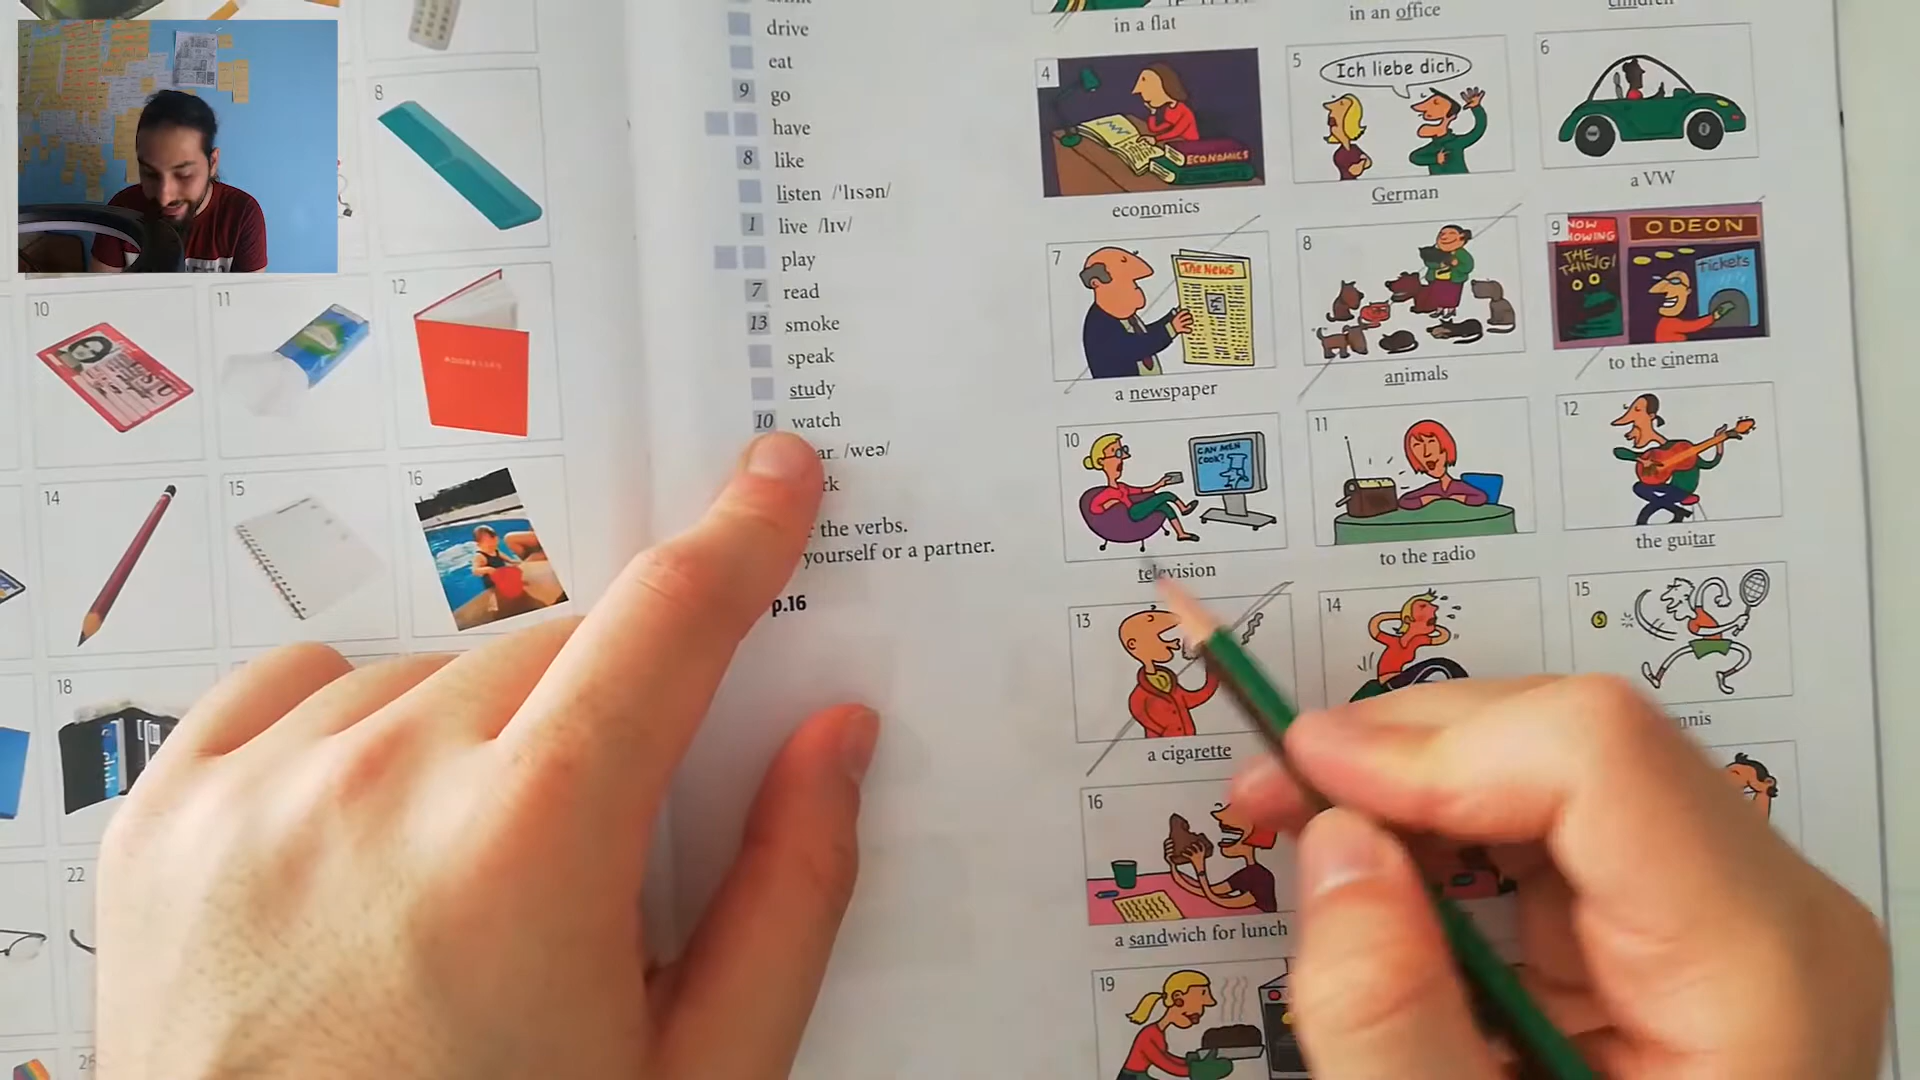 drive
eat
9 go
have
8 like
listen /ˈlɪsən/
1 live /lɪv/
play
7 read
13 smoke
speak
study
10 watch
/weə/
the verbs.
yourself or a partner.
p.16
8
10
11
12
14
15
16
18
22
26
in a flat
in an office
children
4
ECONOMICS
economics
5
Ich liebe dich.
German
6
a VW
7
The News
a newspaper
8
animals
9
NOW
SHOWING
THE
THING!
ODEON
Tickets
to the cinema
10
CAN MEN
COOK?
television
11
to the radio
12
the guitar
13
a cigarette
14
15
16
a sandwich for lunch
19